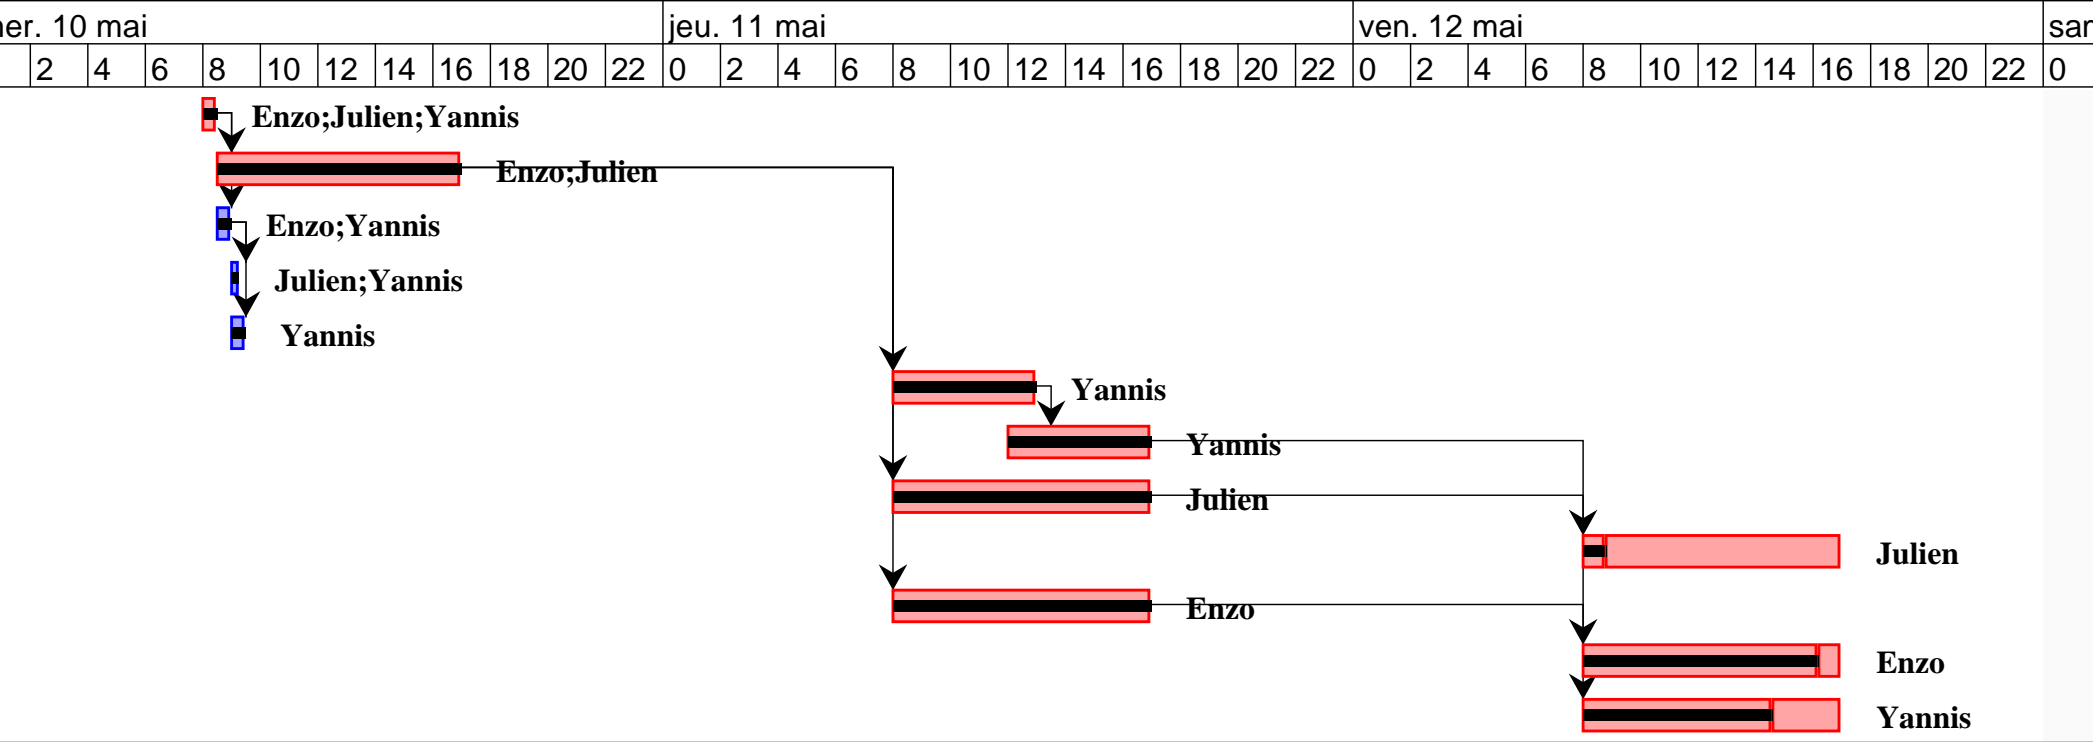 er. 10 mai jeu. 11 mai ven. 12 mai sam
2 4 6 8 10 12 14 16 18 20 22 0 2 4 6 8 10 12 14 16 18 20 22 0 2 4 6 8 10 12 14 16 18 20 22 0
Enzo;Julien;Yannis
Enzo;Julien
Enzo;Yannis
Julien;Yannis
Yannis
Yannis
Yannis
Julien
Julien
Enzo
Enzo
Yannis